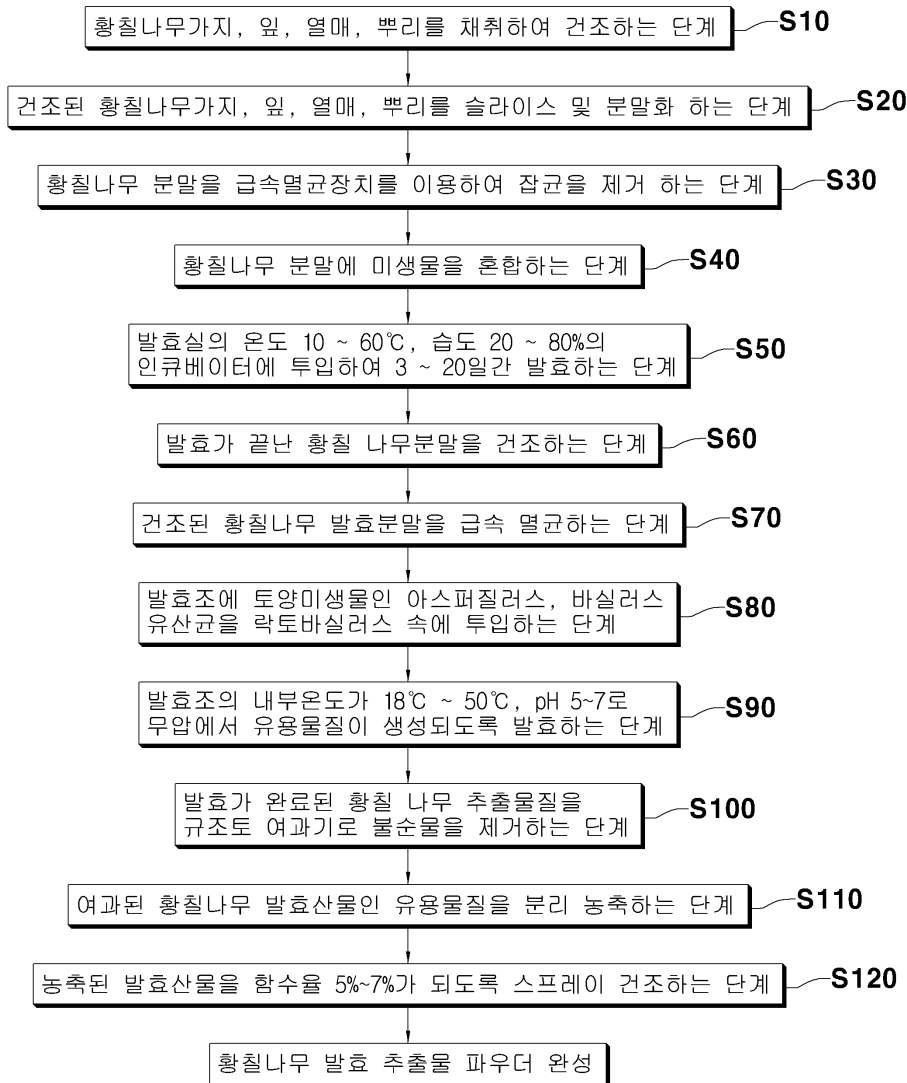 황칠나무가지, 잎, 열매, 뿌리를 채취하여 건조하는 단계 S10
건조된 황칠나무가지, 잎, 열매, 뿌리를 슬라이스 및 분말화 하는 단계 S20
황칠나무 분말을 급속멸균장치를 이용하여 잡균을 제거 하는 단계 S30
황칠나무 분말에 미생물을 혼합하는 단계 S40
발효실의 온도 10 ~ 60℃, 습도 20 ~ 80%의 S50
인큐베이터에 투입하여 3 ~ 20일간 발효하는 단계
발효가 끝난 황칠 나무분말을 건조하는 단계 S60
건조된 황칠나무 발효분말을 급속 멸균하는 단계 S70
발효조에 토양미생물인 아스퍼질러스, 바실러스 S80
유산균을 락토바실러스 속에 투입하는 단계
발효조의 내부온도가 18℃ ~ 50℃, pH 5~7로 S90
무압에서 유용물질이 생성되도록 발효하는 단계
발효가 완료된 황칠 나무 추출물질을 S100
규조토 여과기로 불순물을 제거하는 단계
여과된 황칠나무 발효산물인 유용물질을 분리 농축하는 단계 S110
농축된 발효산물을 함수율 5%~7%가 되도록 스프레이 건조하는 단계 S120
황칠나무 발효 추출물 파우더 완성